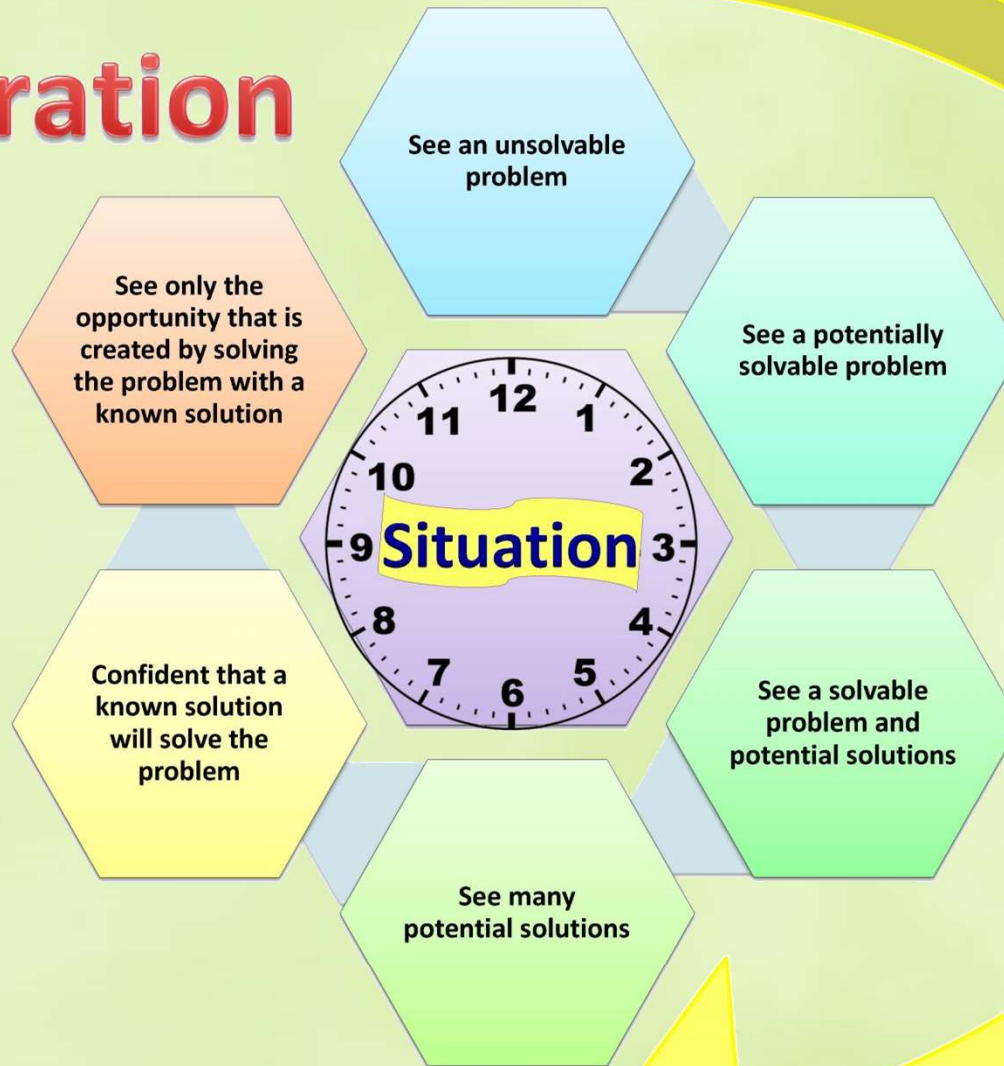 ration
See an unsolvable
problem
See a potentially
solvable problem
See a solvable
problem and
potential solutions
See many
potential solutions
Confident that a
known solution
will solve the
problem
See only the
opportunity that is
created by solving
the problem with a
known solution
12
1
2
3
4
5
6
7
8
9
10
11
Situation